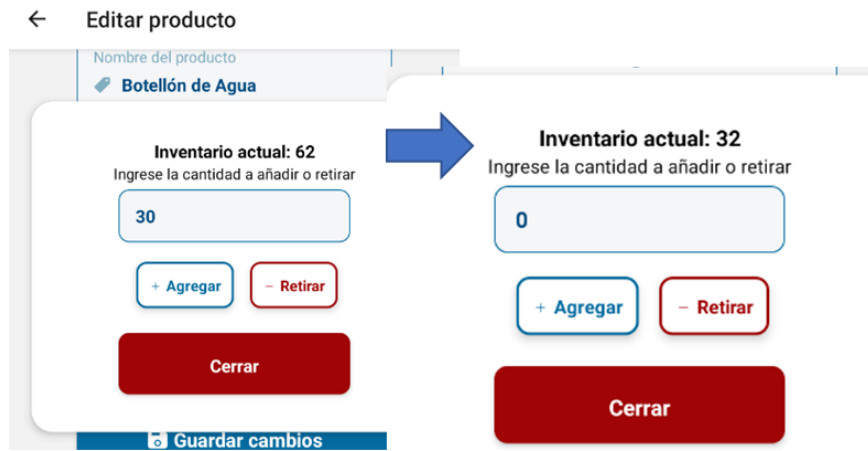 Editar producto
Nombre del producto
Botellón de Agua
Inventario actual: 62
Ingrese la cantidad a añadir o retirar
30
+ Agregar
− Retirar
Cerrar
Guardar cambios
Inventario actual: 32
Ingrese la cantidad a añadir o retirar
0
+ Agregar
− Retirar
Cerrar